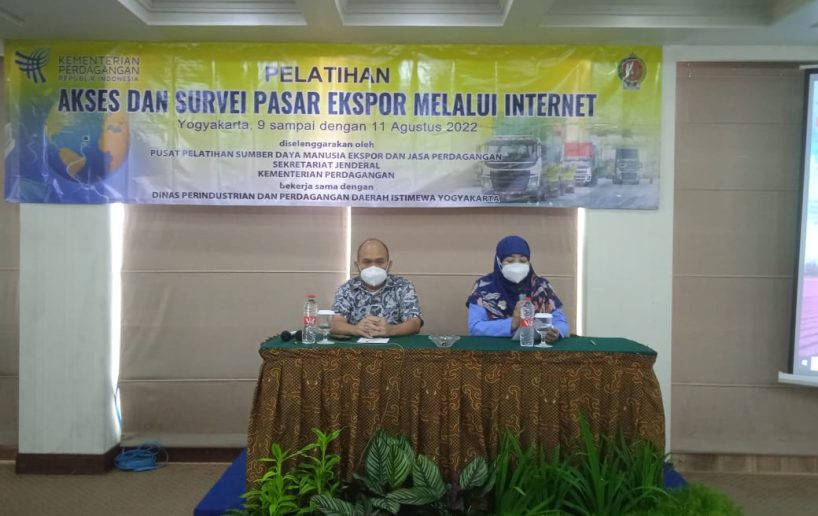 KEMENTERIAN
PERDAGANGAN
REPUBLIK INDONESIA
PELATIHAN
AKSES DAN SURVEI PASAR EKSPOR MELALUI INTERNET
Yogyakarta, 9 sampai dengan 11 Agustus 2022
diselenggarakan oleh
PUSAT PELATIHAN SUMBER DAYA MANUSIA EKSPOR DAN JASA PERDAGANGAN
SEKRETARIAT JENDERAL
KEMENTERIAN PERDAGANGAN
bekerja sama dengan
DINAS PERINDUSTRIAN DAN PERDAGANGAN DAERAH ISTIMEWA YOGYAKARTA